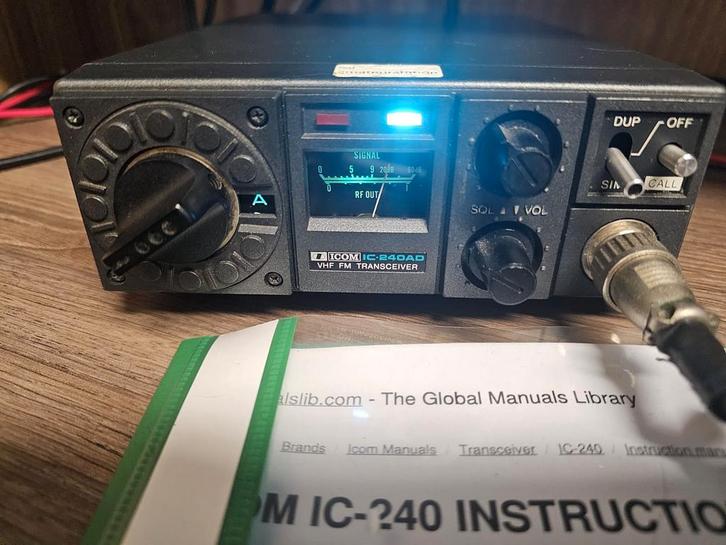 DUP OFF
SIGNAL
0 5 9 20dB 60dB
RF OUT
0 1
A
SIM CALL
SQL ▲ ▼ VOL
ICOM IC-240AD
VHF FM TRANSCEIVER
alslib.com - The Global Manuals Library
Brands / Icom Manuals / Transceiver / IC-240 / Instruction manu
OM IC-240 INSTRUCTIO